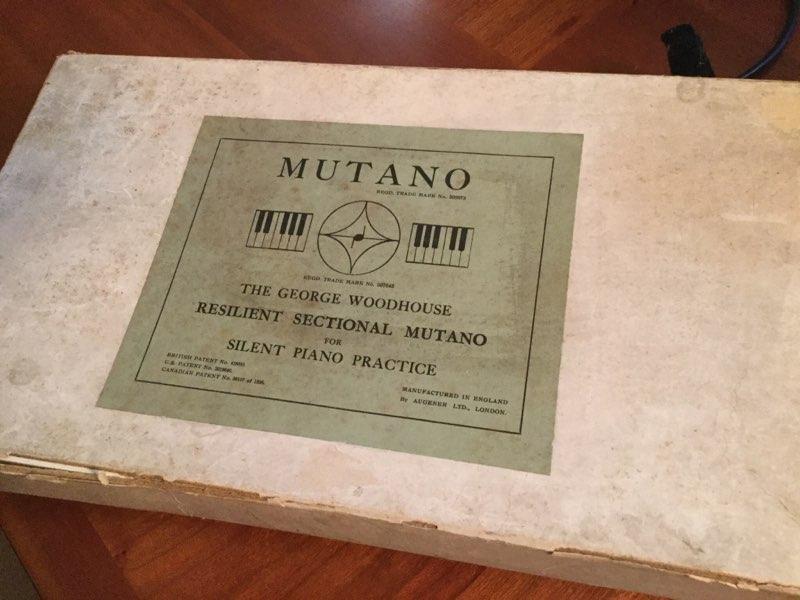 MUTANO
REGD. TRADE MARK No.
REGD. TRADE MARK No.
THE GEORGE WOODHOUSE
RESILIENT SECTIONAL MUTANO
FOR
SILENT PIANO PRACTICE
BRITISH PATENT No.
U.S. PATENT No.
CANADIAN PATENT No.
MANUFACTURED IN ENGLAND
By AUGENER LTD., LONDON.